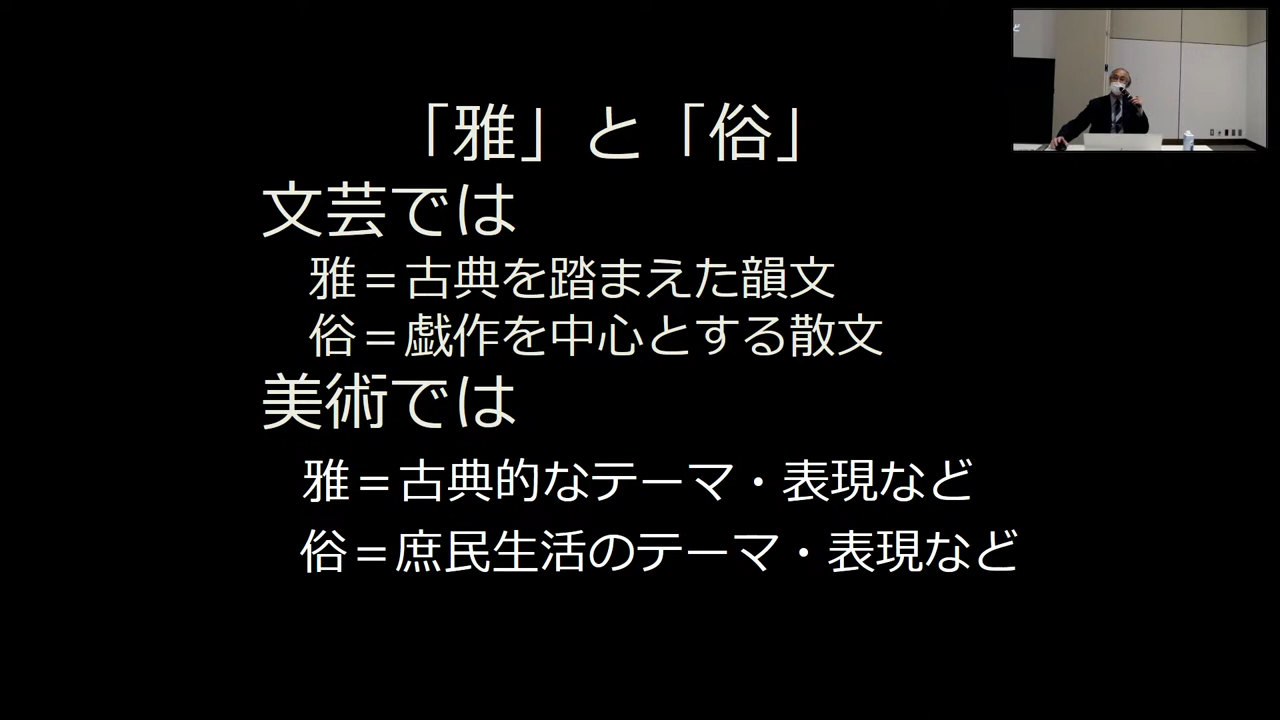 「雅」と「俗」
文芸では
雅＝古典を踏まえた韻文
俗＝戯作を中心とする散文
美術では
雅＝古典的なテーマ・表現など
俗＝庶民生活のテーマ・表現など
ど